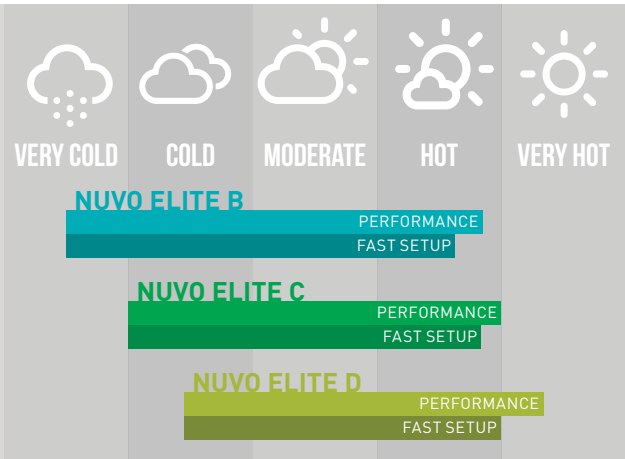 VERY COLD COLD MODERATE HOT VERY HOT
NUVO ELITE B
PERFORMANCE
FAST SETUP
NUVO ELITE C
PERFORMANCE
FAST SETUP
NUVO ELITE D
PERFORMANCE
FAST SETUP